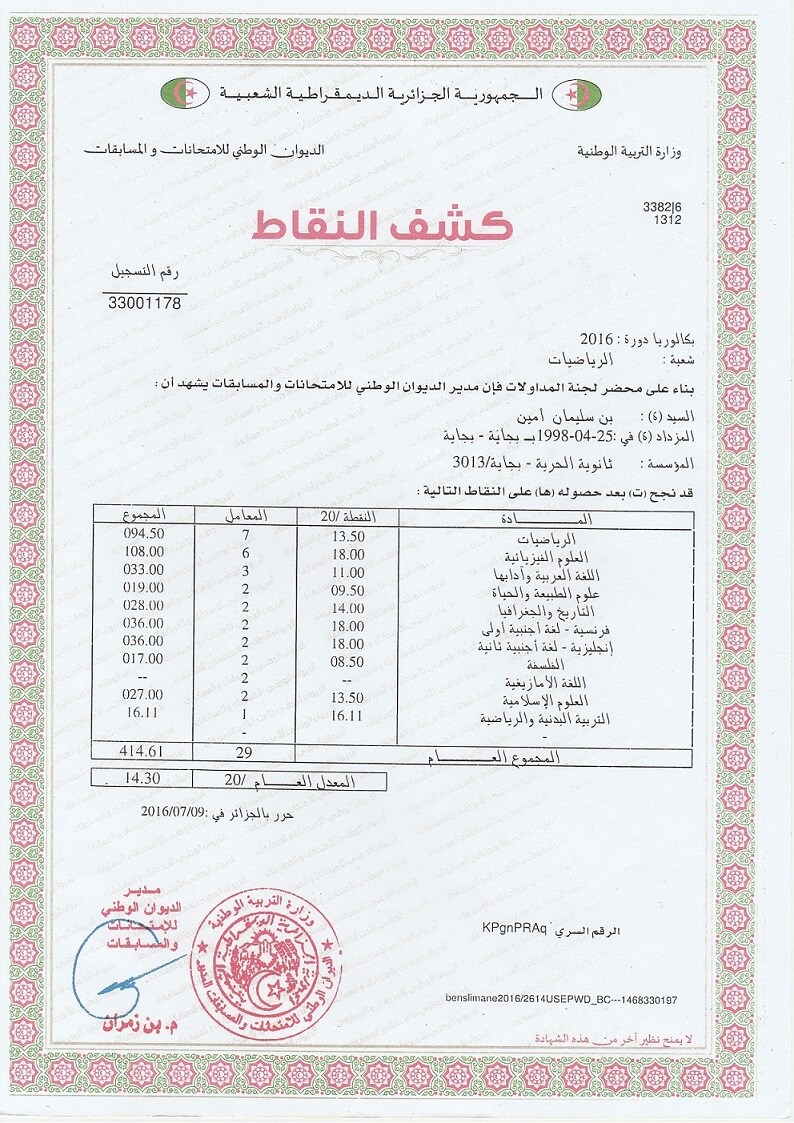 الـجمهوريـة الجزائرية الديمقراطية الشعبيـة
وزارة التربية الوطنية
الديوان الوطني للامتحانات و المسابقات
3382|6
1312
كشف النقاط
رقم التسجيل
33001178
بكالوريا دورة : 2016
شعبة : الرياضيات
بناء على محضر لجنة المداولات فإن مدير الديوان الوطني للامتحانات والمسابقات يشهد أن :
السيد (ة) : بن سليمان أمين
المزداد (ة) في :25-04-1998بـ بجاية - بجاية
المؤسسة : ثانوية الحرية - بجاية/3013
قد نجح (ت) بعد حصوله (ها) على النقاط التالية :
المـــــادة النقطة /20 المعامل المجموع
الرياضيات 13.50 7 094.50
العلوم الفيزيائية 18.00 6 108.00
اللغة العربية وآدابها 11.00 3 033.00
علوم الطبيعة والحياة 09.50 2 019.00
التاريخ والجغرافيا 14.00 2 028.00
فرنسية - لغة أجنبية أولى 18.00 2 036.00
إنجليزية - لغة أجنبية ثانية 18.00 2 036.00
الفلسفة 08.50 2 017.00
اللغة الأمازيغية -- 2 --
العلوم الإسلامية 13.50 2 027.00
التربية البدنية والرياضية 16.11 1 16.11
- -
المجموع العـــــام 29 414.61
المعدل العـــام /20 14.30
حرر بالجزائر في :2016/07/09
مـدير
الديوان الوطني
للإمتحـانـات
والمسابقات
م. بن زمران
وزارة التربية الوطنية
الديوان الوطني للامتحانات والمسابقات
الرقم السري KPgnPRAq
benslimane2016/2614USEPWD_BC---1468330197
لا يمنح نظير آخر من هذه الشهادة